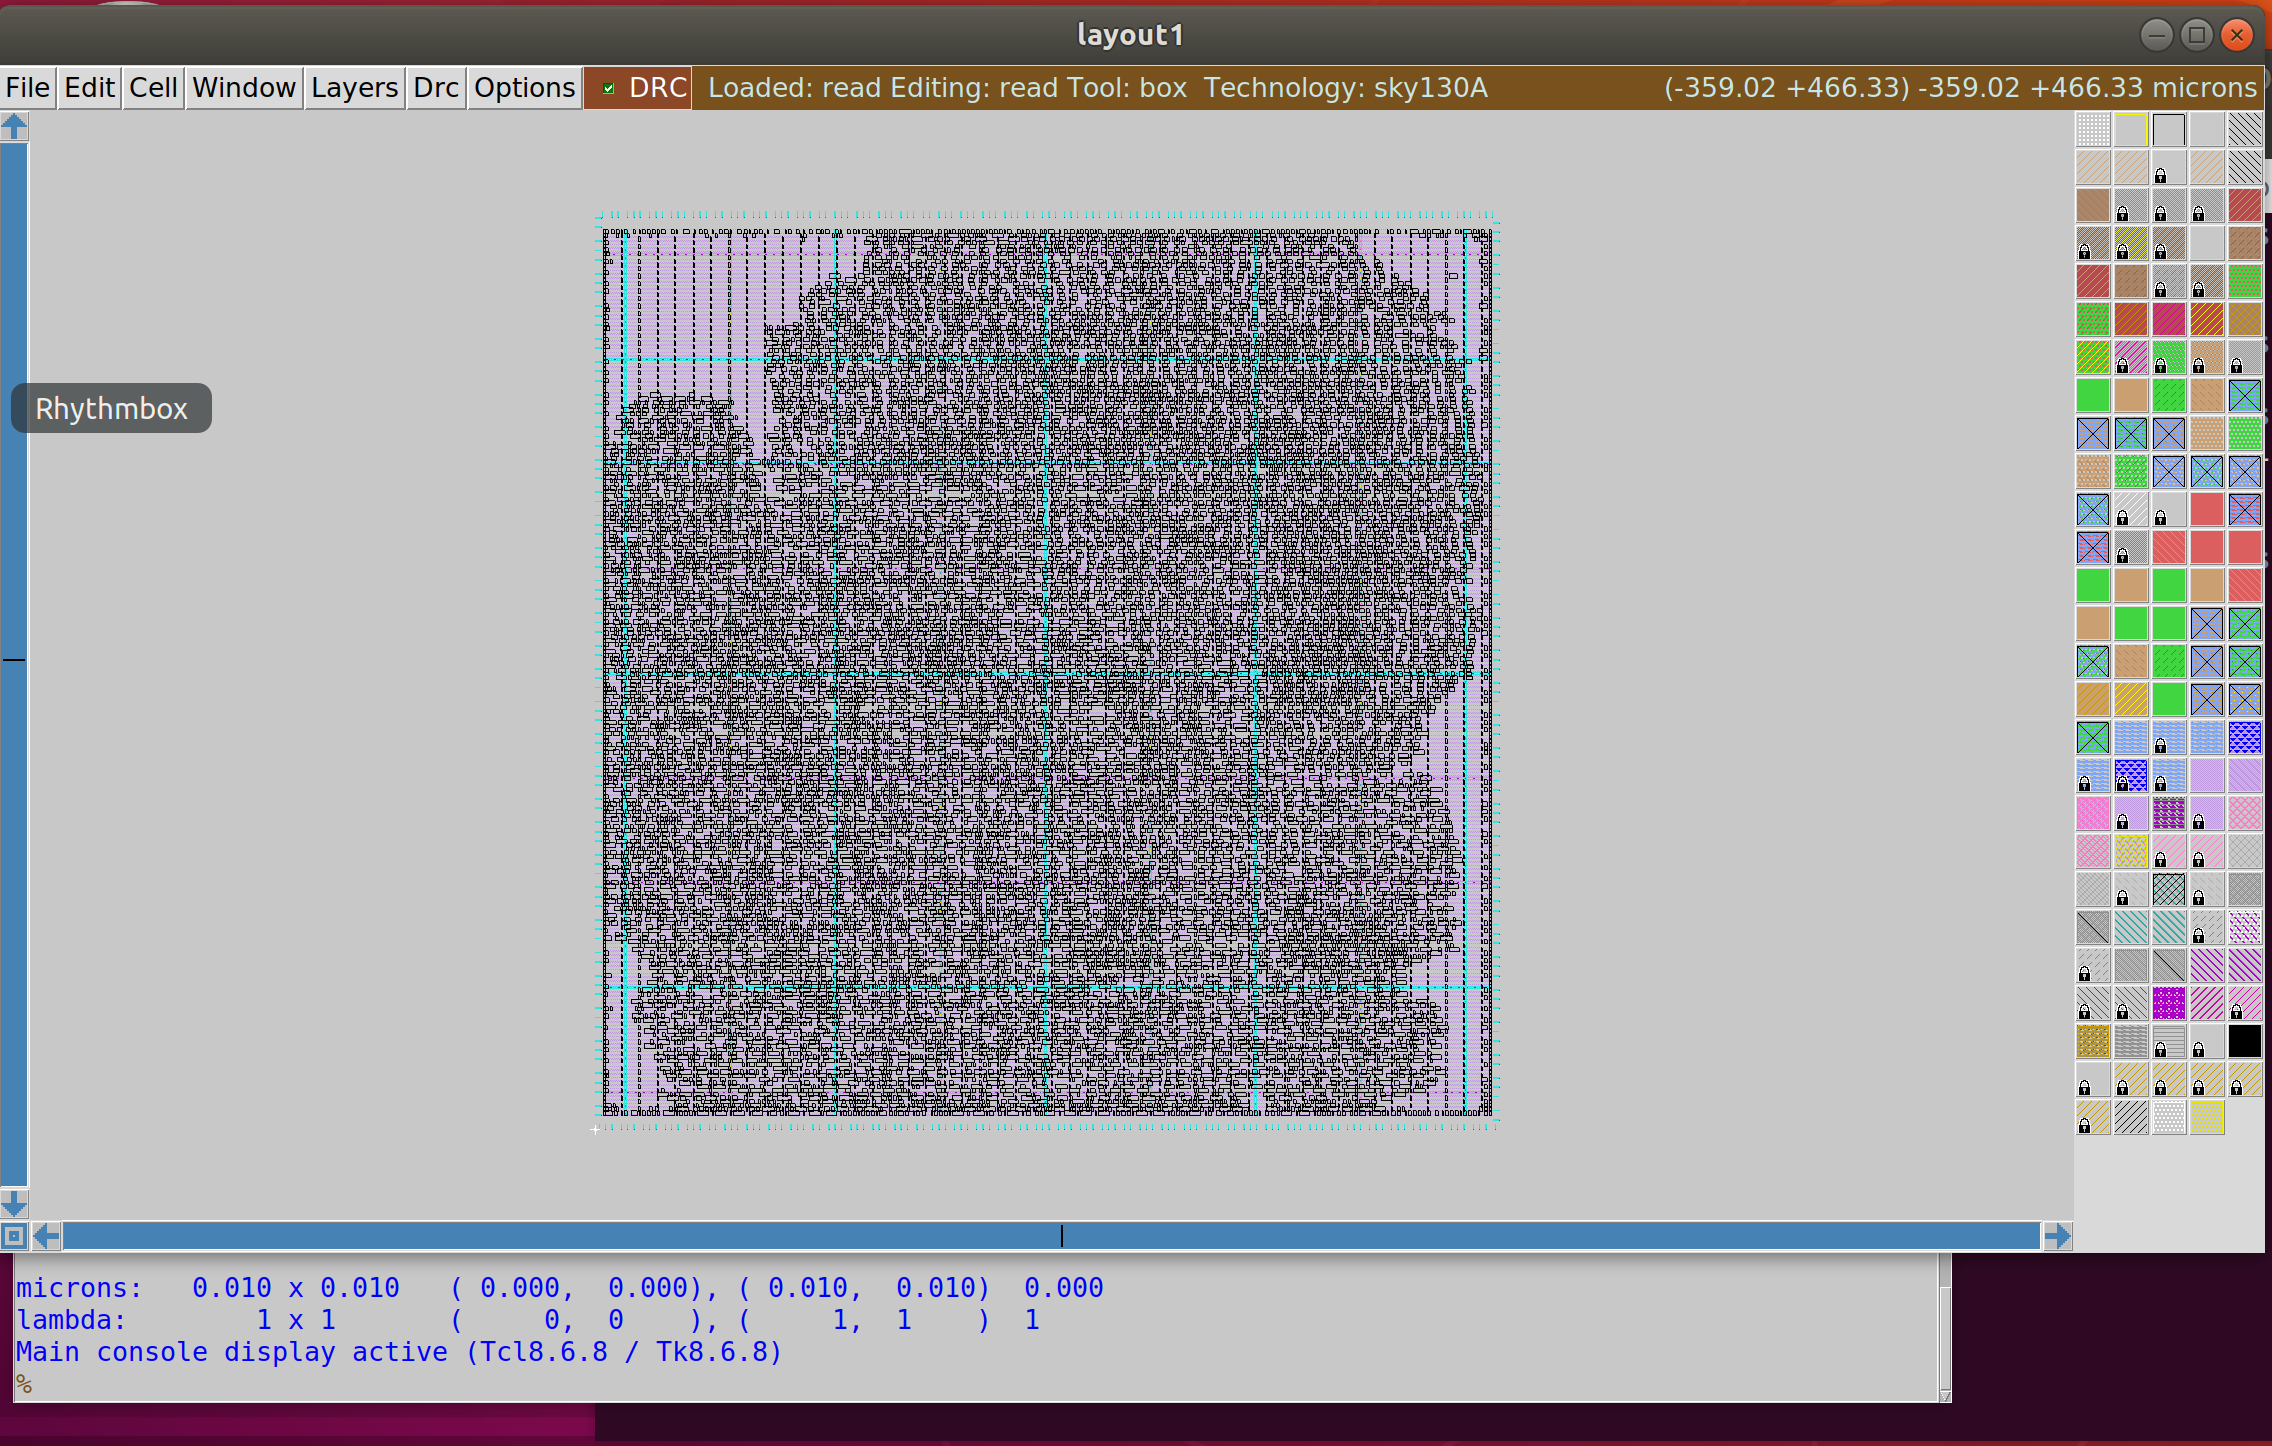 layout1
File Edit Cell Window Layers Drc Options DRC Loaded: read Editing: read Tool: box Technology: sky130A (-359.02 +466.33) -359.02 +466.33 microns
Rhythmbox
microns: 0.010 x 0.010 ( 0.000, 0.000), ( 0.010, 0.010) 0.000
lambda: 1 x 1 ( 0, 0 ), ( 1, 1 ) 1
Main console display active (Tcl8.6.8 / Tk8.6.8)
%